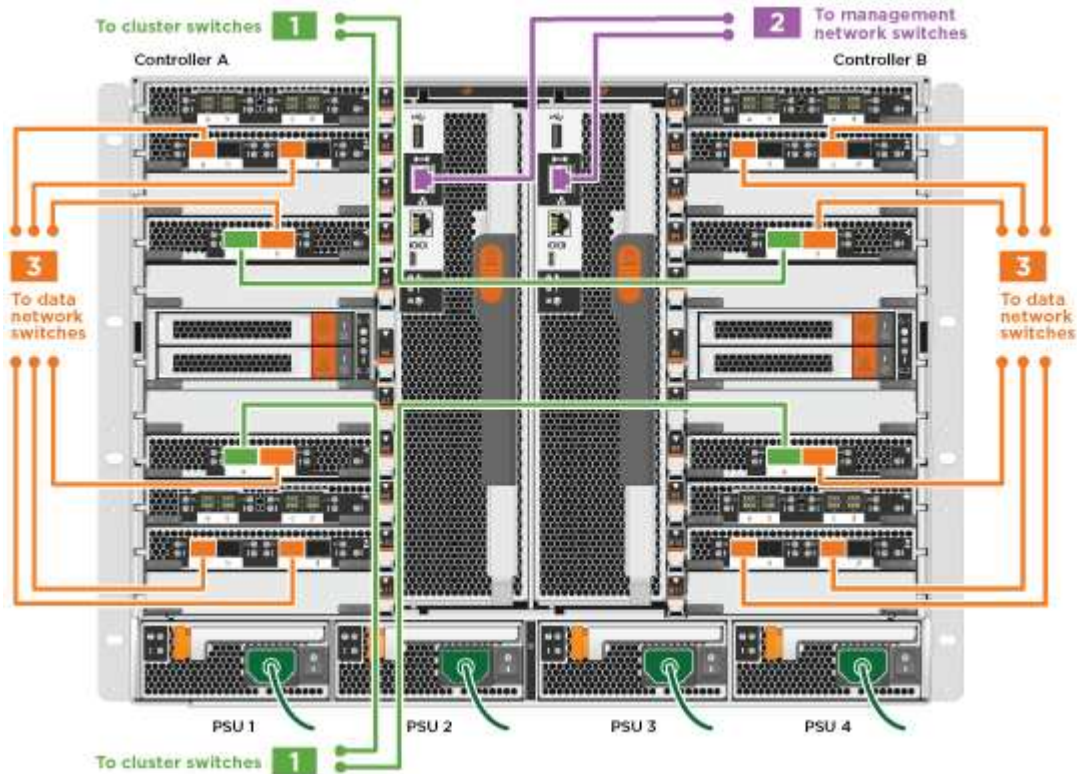 To cluster switches 1
2 To management
network switches
Controller A
Controller B
3
To data
network
switches
3
To data
network
switches
PSU 1
PSU 2
PSU 3
PSU 4
To cluster switches 1